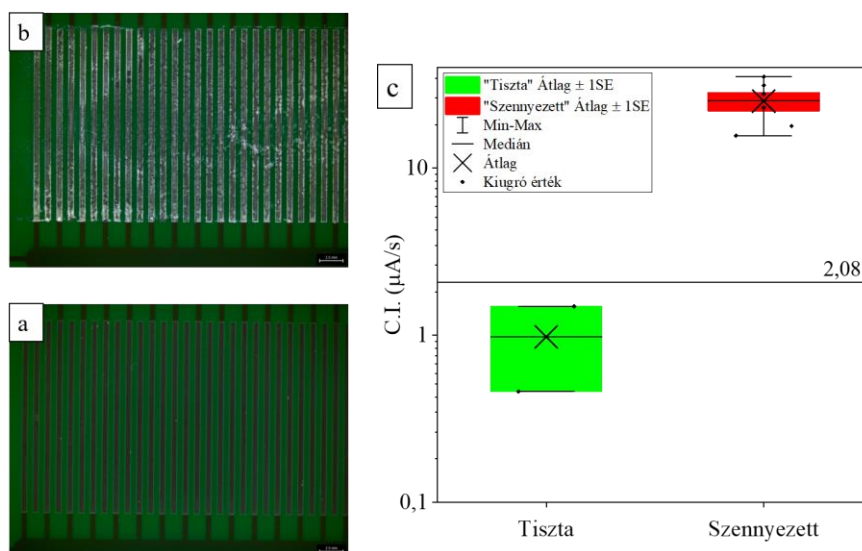 b
a
c
"Tiszta" Átlag ± 1SE
"Szennyezett" Átlag ± 1SE
Min-Max
Medián
Átlag
Kiugró érték
C.I. (µA/s)
10
1
0,1
2,08
Tiszta
Szennyezett